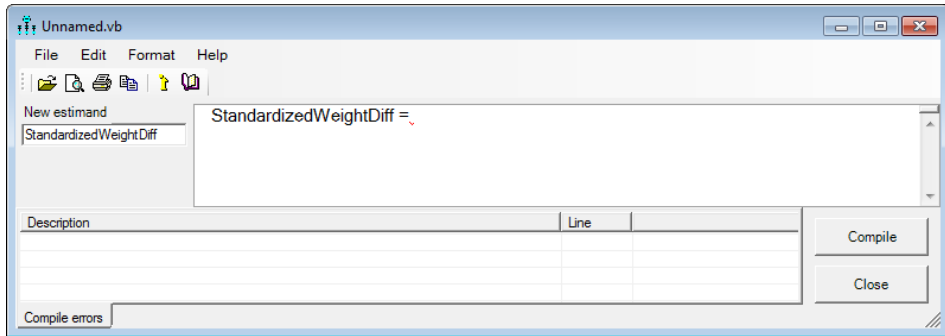 Unnamed.vb
File Edit Format Help
New estimand
StandardizedWeightDiff
StandardizedWeightDiff =
Description Line
Compile
Close
Compile errors